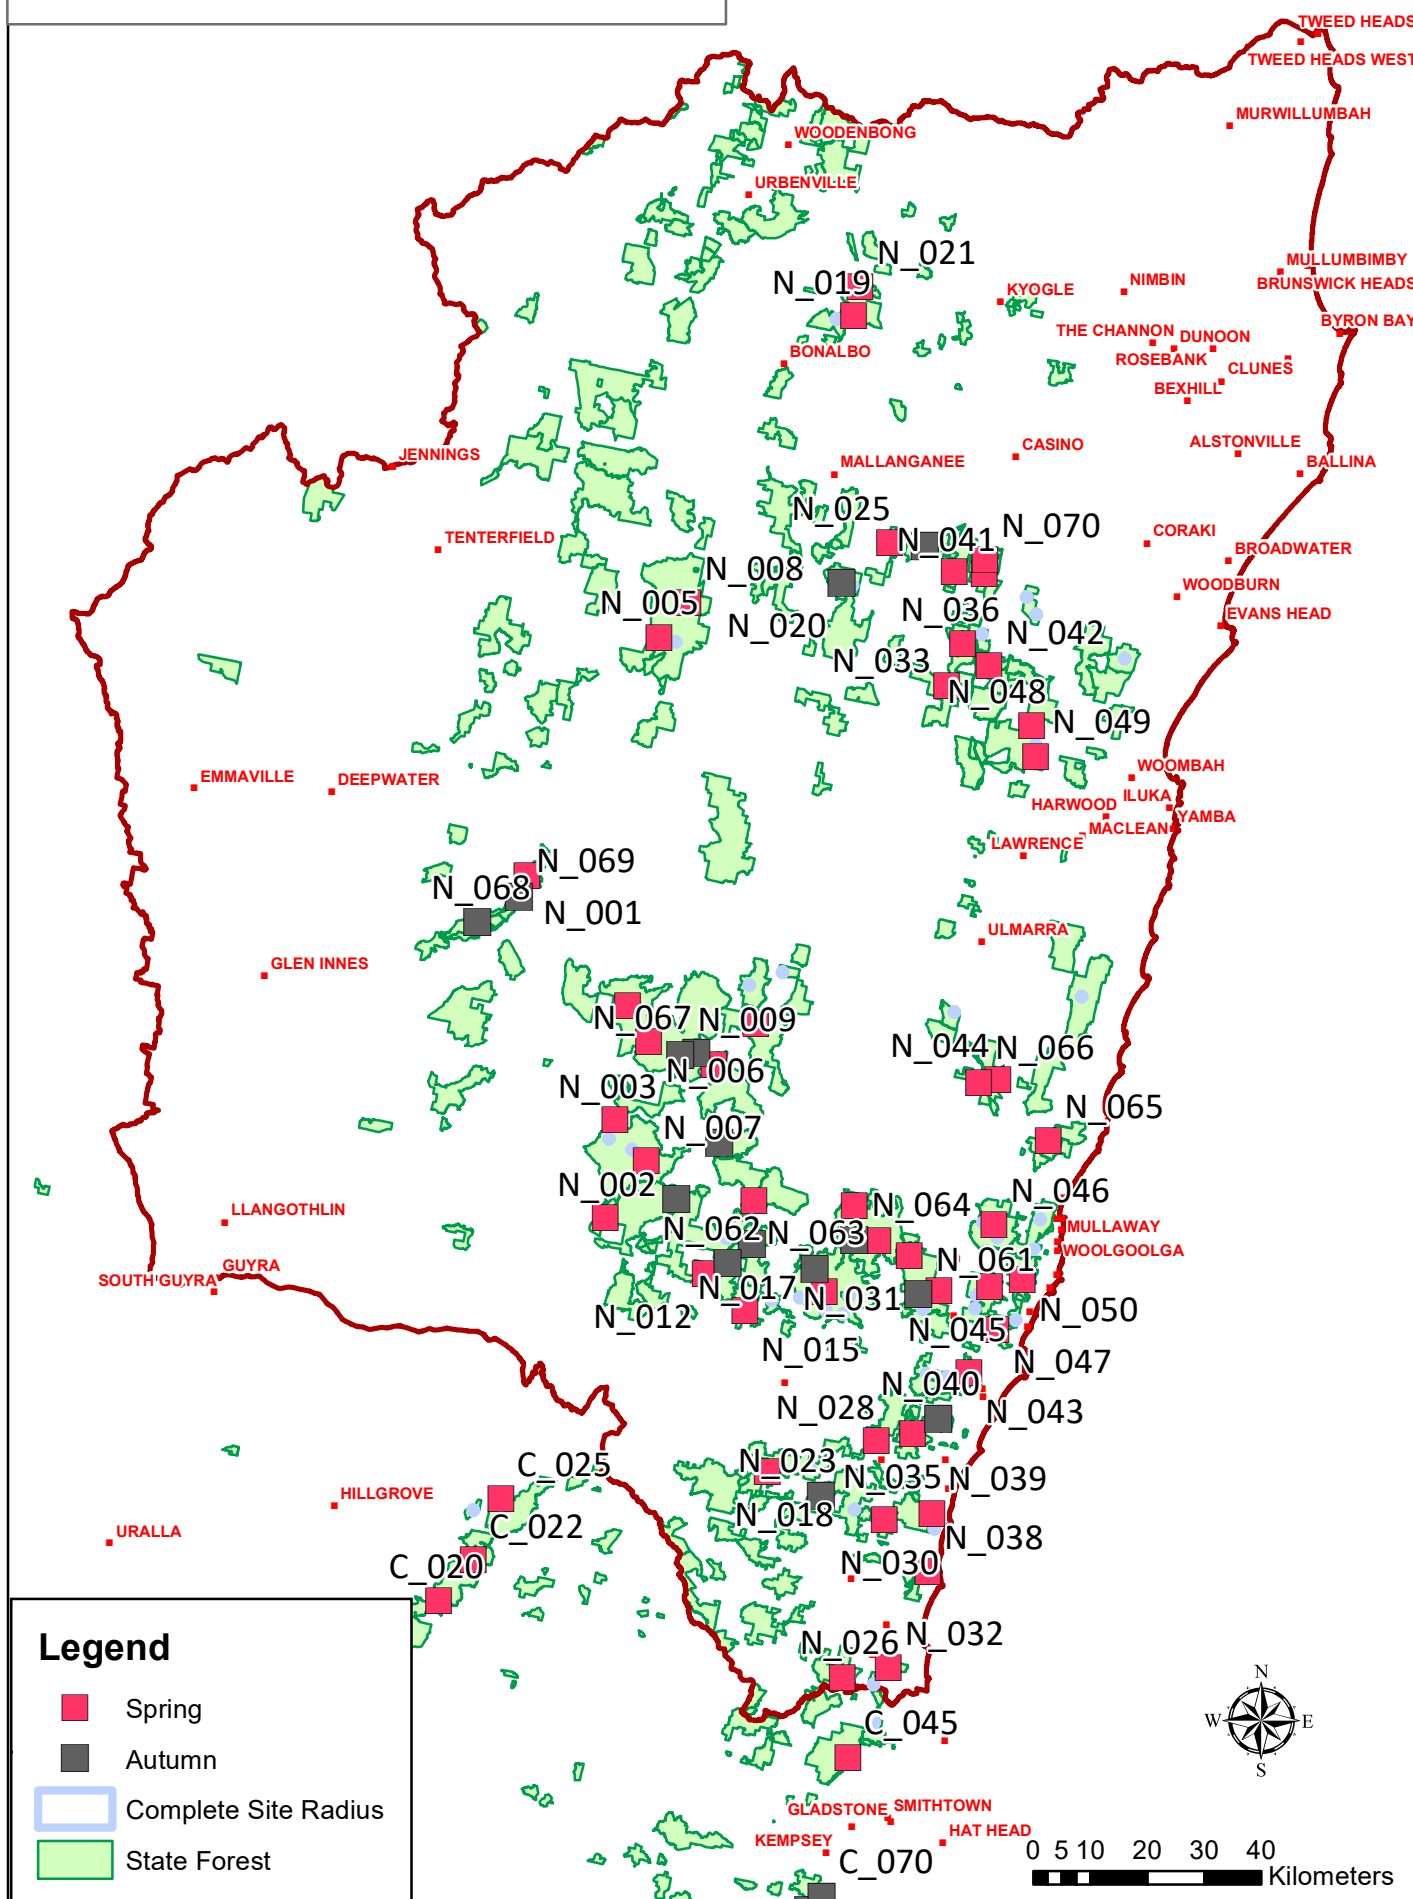 TWEED HEADS
TWEED HEADS WEST
MURWILLUMBAH
WOODENBONG
URBENVILLE
N_021
N_019
MULLUMBIMBY
NIMBIN
BRUNSWICK HEADS
KYOGLE
BYRON BAY
THE CHANNON
DUNOON
BONALBO
ROSEBANK
CLUNES
BEXHILL
ALSTONVILLE
CASINO
JENNINGS
MALLANGANEE
BALLINA
N_025
N_070
CORAKI
TENTERFIELD
N_041
BROADWATER
N_008
WOODBURN
N_005
N_036
EVANS HEAD
N_020
N_042
N_033
N_048
N_049
WOOMBAH
EMMAVILLE
DEEPWATER
ILUKA
HARWOOD
YAMBA
MACLEAN
LAWRENCE
N_069
N_068
N_001
ULMARRA
GLEN INNES
N_067
N_009
N_044
N_066
N_006
N_003
N_065
N_007
N_002
N_046
LLANGOTHLIN
N_064
MULLAWAY
N_062
N_063
WOOLGOOLGA
N_061
GUYRA
SOUTH GUYRA
N_017
N_031
N_012
N_050
N_045
N_015
N_047
N_040
N_028
N_043
C_025
N_023
N_035
N_039
HILLGROVE
N_018
C_022
URALLA
N_038
C_020
N_030
N_026
N_032
C_045
Legend
Spring
Autumn
Complete Site Radius
State Forest
N
W
E
S
GLADSTONE
SMITHTOWN
HAT HEAD
KEMPSEY
C_070
0 5 10 20 30 40
Kilometers